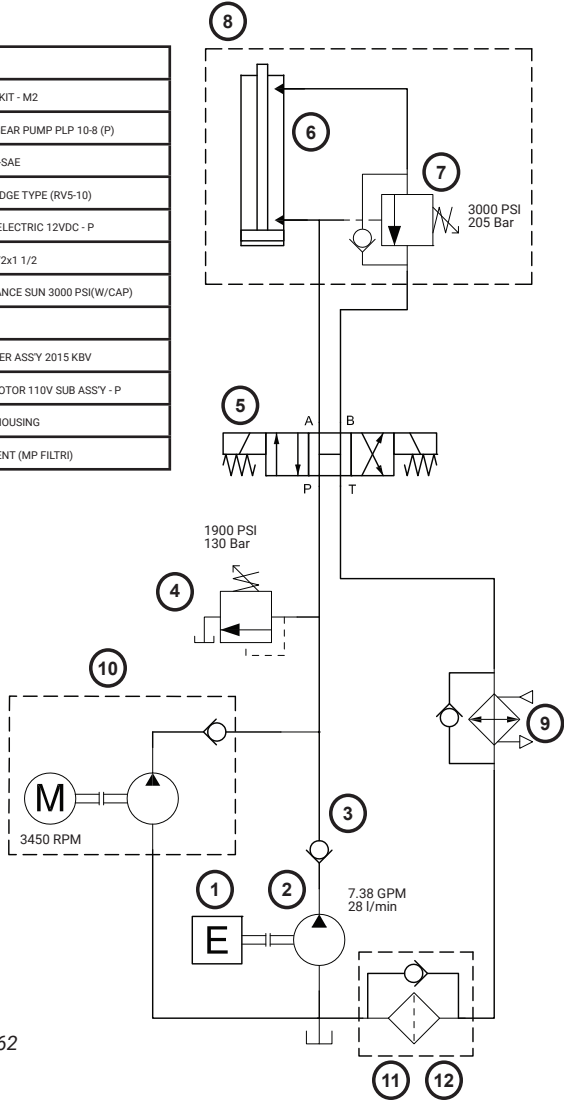 8
KIT - M2
EAR PUMP PLP 10-8 (P)
-SAE
DGE TYPE (RV5-10)
ELECTRIC 12VDC - P
/2x1 1/2
ANCE SUN 3000 PSI(W/CAP)
ER ASS'Y 2015 KBV
OTOR 110V SUB ASS'Y - P
HOUSING
ENT (MP FILTRI)
6
7
3000 PSI
205 Bar
5
A B
P T
1900 PSI
130 Bar
4
10
9
M
3450 RPM
3
1
2
7.38 GPM
28 l/min
E
62
11 12